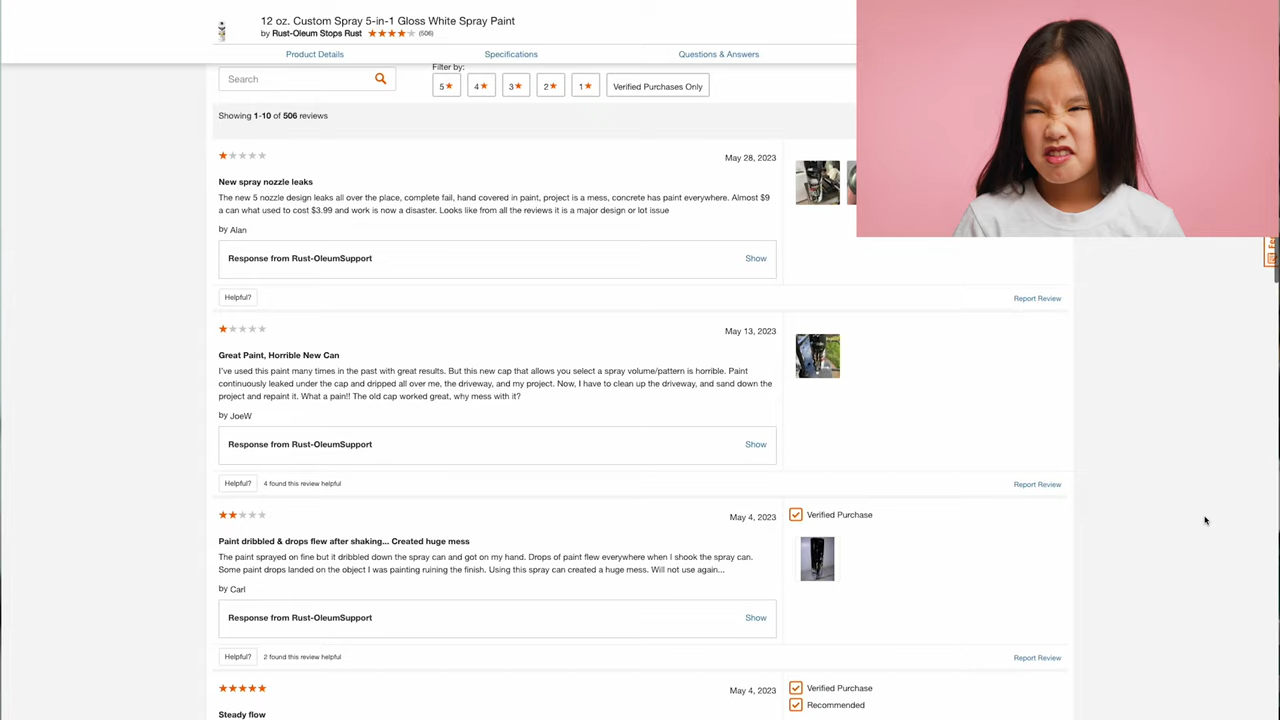 12 oz. Custom Spray 5-in-1 Gloss White Spray Paint
by Rust-Oleum Stops Rust (506)
Product Details Specifications Questions & Answers
Filter by:
Search 5 4 3 2 1 Verified Purchases Only
Showing 1-10 of 506 reviews
May 28, 2023
New spray nozzle leaks
The new 5 nozzle design leaks all over the place, complete fail, hand covered in paint, project is a mess, concrete has paint everywhere. Almost $9
a can what used to cost $3.99 and work is now a disaster. Looks like from all the reviews it is a major design or lot issue
by Alan
Response from Rust-OleumSupport Show
Helpful? Report Review
May 13, 2023
Great Paint, Horrible New Can
I've used this paint many times in the past with great results. But this new cap that allows you select a spray volume/pattern is horrible. Paint
continuously leaked under the cap and dripped all over me, the driveway, and my project. Now, I have to clean up the driveway, and sand down the
project and repaint it. What a pain!! The old cap worked great, why mess with it?
by JoeW
Response from Rust-OleumSupport Show
Helpful? 4 found this review helpful Report Review
May 4, 2023 Verified Purchase
Paint dribbled & drops flew after shaking... Created huge mess
The paint sprayed on fine but it dribbled down the spray can and got on my hand. Drops of paint flew everywhere when I shook the spray can.
Some paint drops landed on the object I was painting ruining the finish. Using this spray can created a huge mess. Will not use again...
by Carl
Response from Rust-OleumSupport Show
Helpful? 2 found this review helpful Report Review
May 4, 2023 Verified Purchase
Recommended
Steady flow